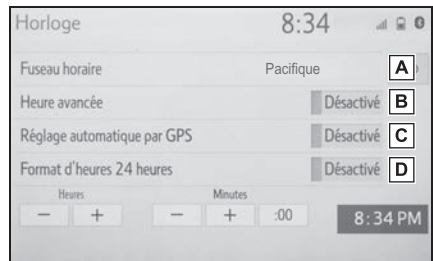 Horloge 8:34
Fuseau horaire Pacifique A
Heure avancée Désactivé B
Réglage automatique par GPS Désactivé C
Format d'heures 24 heures Désactivé D
Heures Minutes
− + − + :00 8:34 PM